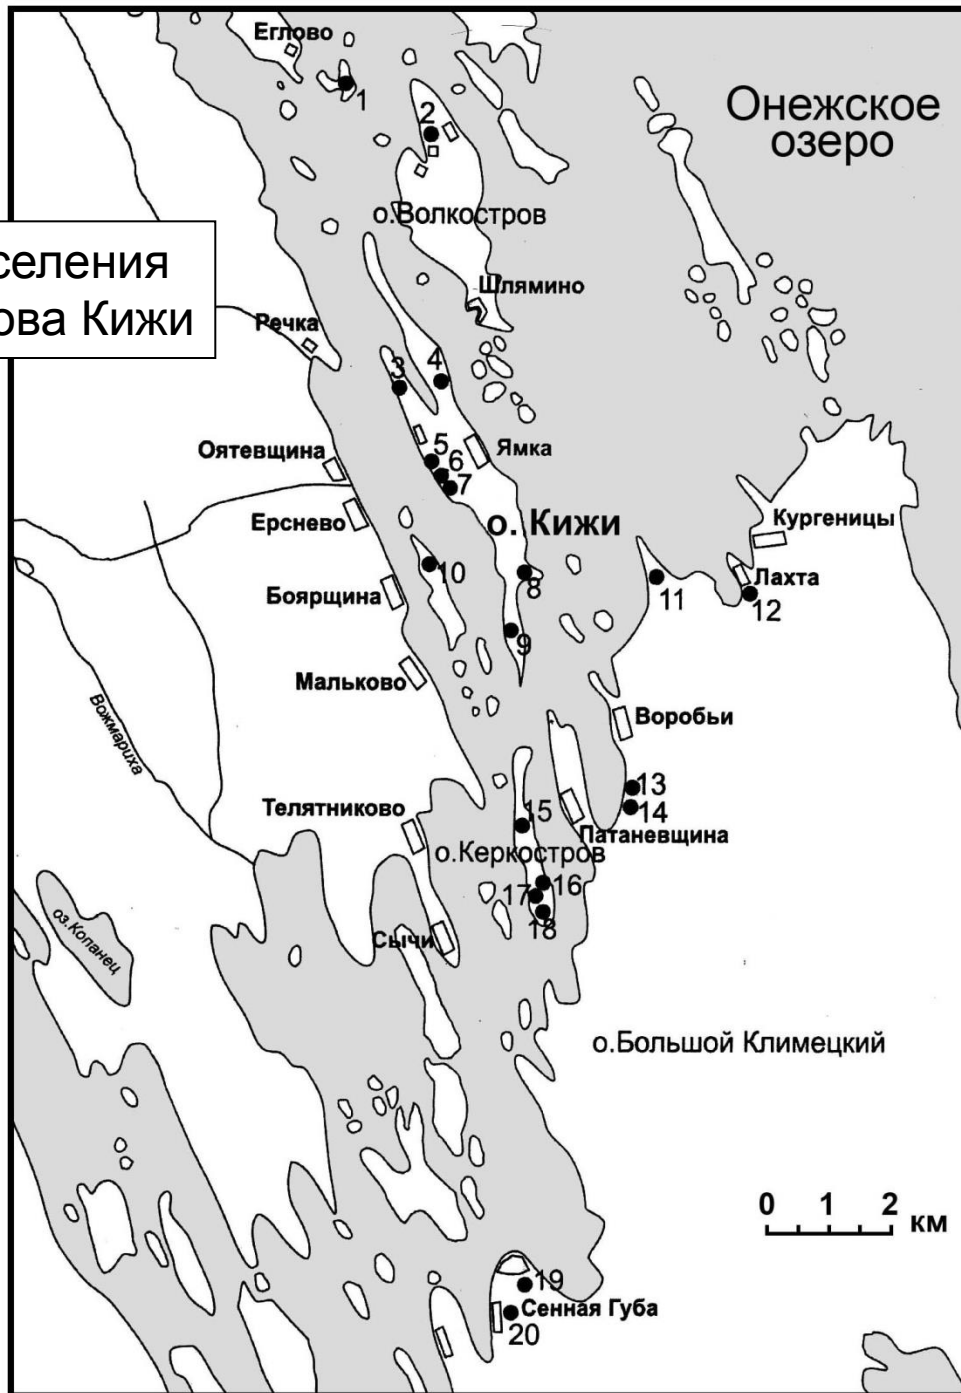 Еглово
1
2
Онежское
озеро
о.Волкостров
селения
ова Кижи
Шлямино
Речка
3
4
Оятевщина
5
6
7
Ямка
Ерснево
о. Кижи
Кургеницы
10
8
11
Лахта
12
Боярщина
9
Мальково
Воробьи
Вожмариха
13
14
Телятниково
15
Патаневщина
о.Керкостров
16
17
18
оз.Копанец
Сычи
о.Большой Климецкий
0 1 2
км
19
Сенная Губа
20